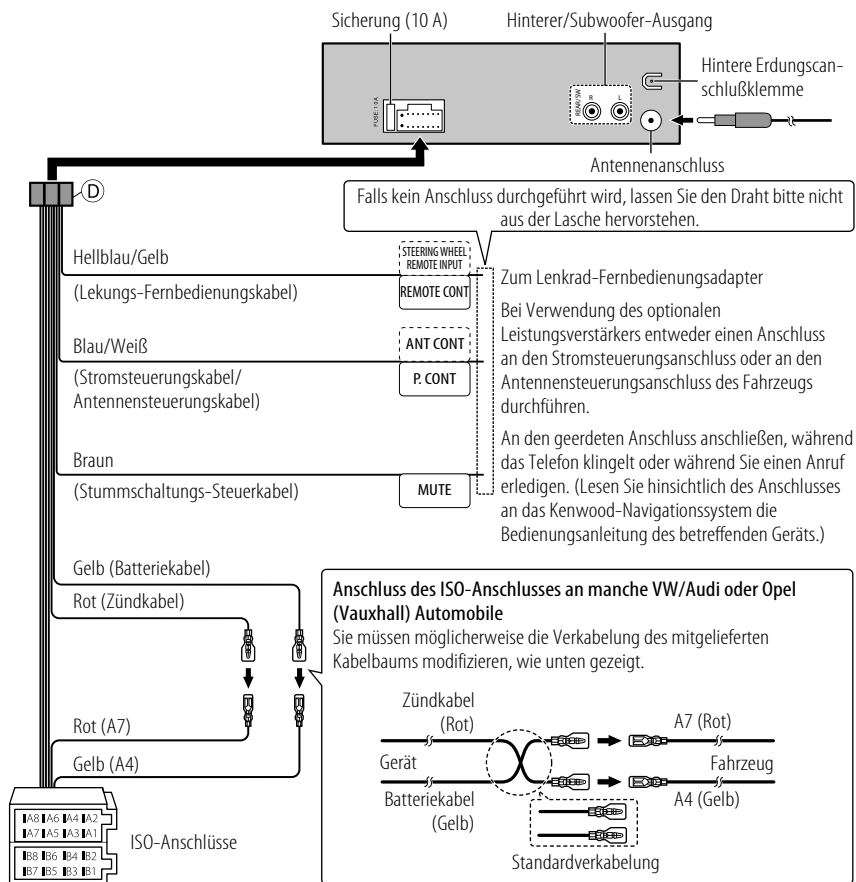 Sicherung (10 A)
Hinterer/Subwoofer-Ausgang
Hintere Erdungscan-
schlußklemme
FUSE:10A
REAR/SW
R
L
Antennenanschluss
D
Falls kein Anschluss durchgeführt wird, lassen Sie den Draht bitte nicht
aus der Lasche hervorstehen.
Hellblau/Gelb
(Lekungs-Fernbedienungskabel)
STEERING WHEEL
REMOTE INPUT
REMOTE CONT
Zum Lenkrad-Fernbedienungsadapter
Blau/Weiß
(Stromsteuerungskabel/
Antennensteuerungskabel)
ANT CONT
P. CONT
Bei Verwendung des optionalen
Leistungsverstärkers entweder einen Anschluss
an den Stromsteuerungsanschluss oder an den
Antennensteuerungsanschluss des Fahrzeugs
durchführen.
Braun
(Stummschaltungs-Steuerkabel)
MUTE
An den geerdeten Anschluss anschließen, während
das Telefon klingelt oder während Sie einen Anruf
erledigen. (Lesen Sie hinsichtlich des Anschlusses
an das Kenwood-Navigationssystem die
Bedienungsanleitung des betreffenden Geräts.)
Gelb (Batteriekabel)
Rot (Zündkabel)
Rot (A7)
Gelb (A4)
A8 A6 A4 A2
A7 A5 A3 A1
B8 B6 B4 B2
B7 B5 B3 B1
ISO-Anschlüsse
Anschluss des ISO-Anschlusses an manche VW/Audi oder Opel
(Vauxhall) Automobile
Sie müssen möglicherweise die Verkabelung des mitgelieferten
Kabelbaums modifizieren, wie unten gezeigt.
Zündkabel
(Rot)
A7 (Rot)
Gerät
Fahrzeug
Batteriekabel
(Gelb)
A4 (Gelb)
Standardverkabelung